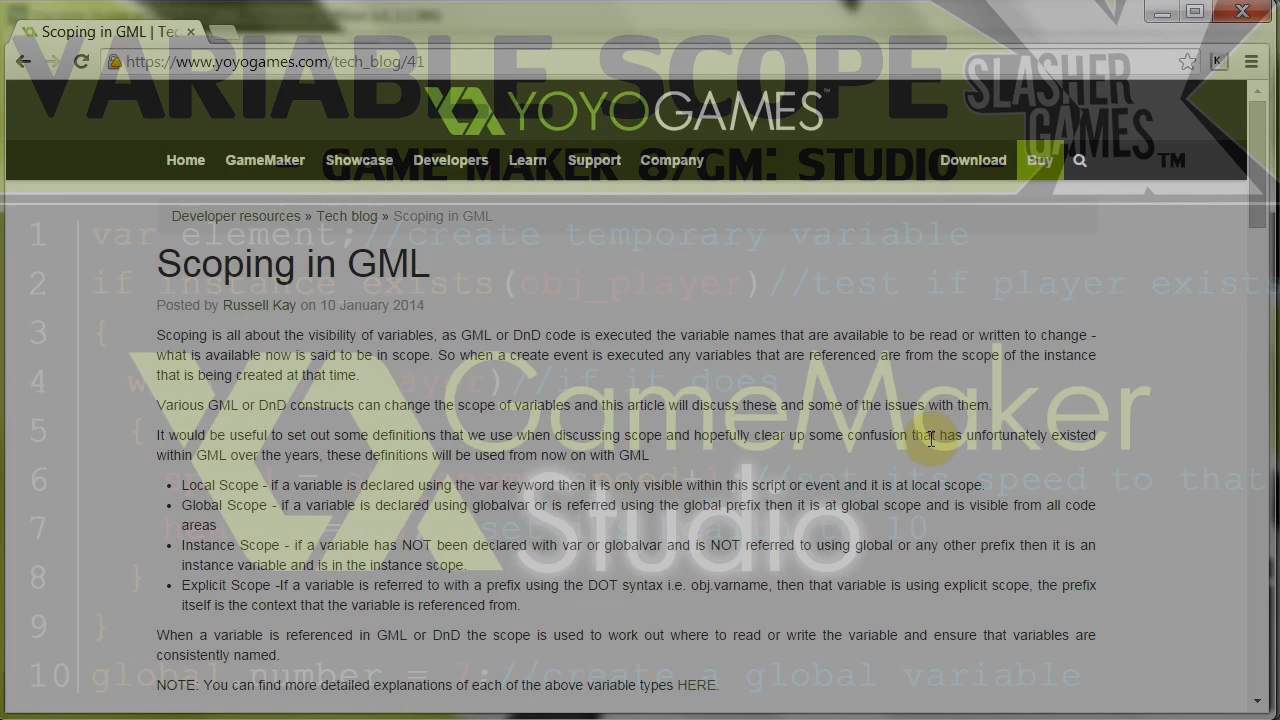 Scoping in GML | Tec
https://www.yoyogames.com/tech_blog/41
VARIABLE SCOPE
SLASHER GAMES™
YOYOGAMES™
GAME MAKER 8/GM: STUDIO
Home GameMaker Showcase Developers Learn Support Company Download Buy
Developer resources » Tech blog » Scoping in GML
1 var element;//create temporary variable
Scoping in GML
2 if instance exists(obj_player)//test if player exists
Posted by Russell Kay on 10 January 2014
3 {
Scoping is all about the visibility of variables, as GML or DnD code is executed the variable names that are available to be read or written to change -
what is available now is said to be in scope. So when a create event is executed any variables that are referenced are from the scope of the instance
that is being created at that time.
4 //if it does
GameMaker
Various GML or DnD constructs can change the scope of variables and this article will discuss these and some of the issues with them.
5 {
It would be useful to set out some definitions that we use when discussing scope and hopefully clear up some confusion that has unfortunately existed
within GML over the years, these definitions will be used from now on with GML
6 speed to that
Local Scope - if a variable is declared using the var keyword then it is only visible within this script or event and it is at local scope.
Global Scope - if a variable is declared using globalvar or is referred using the global prefix then it is at global scope and is visible from all code
areas
7 10
Studio
Instance Scope - if a variable has NOT been declared with var or globalvar and is NOT referred to using global or any other prefix then it is an
instance variable and is in the instance scope.
8 }
Explicit Scope -If a variable is referred to with a prefix using the DOT syntax i.e. obj.varname, then that variable is using explicit scope, the prefix
itself is the context that the variable is referenced from.
9 }
When a variable is referenced in GML or DnD the scope is used to work out where to read or write the variable and ensure that variables are
consistently named.
10 global number = 7;//create a global variable
NOTE: You can find more detailed explanations of each of the above variable types HERE.